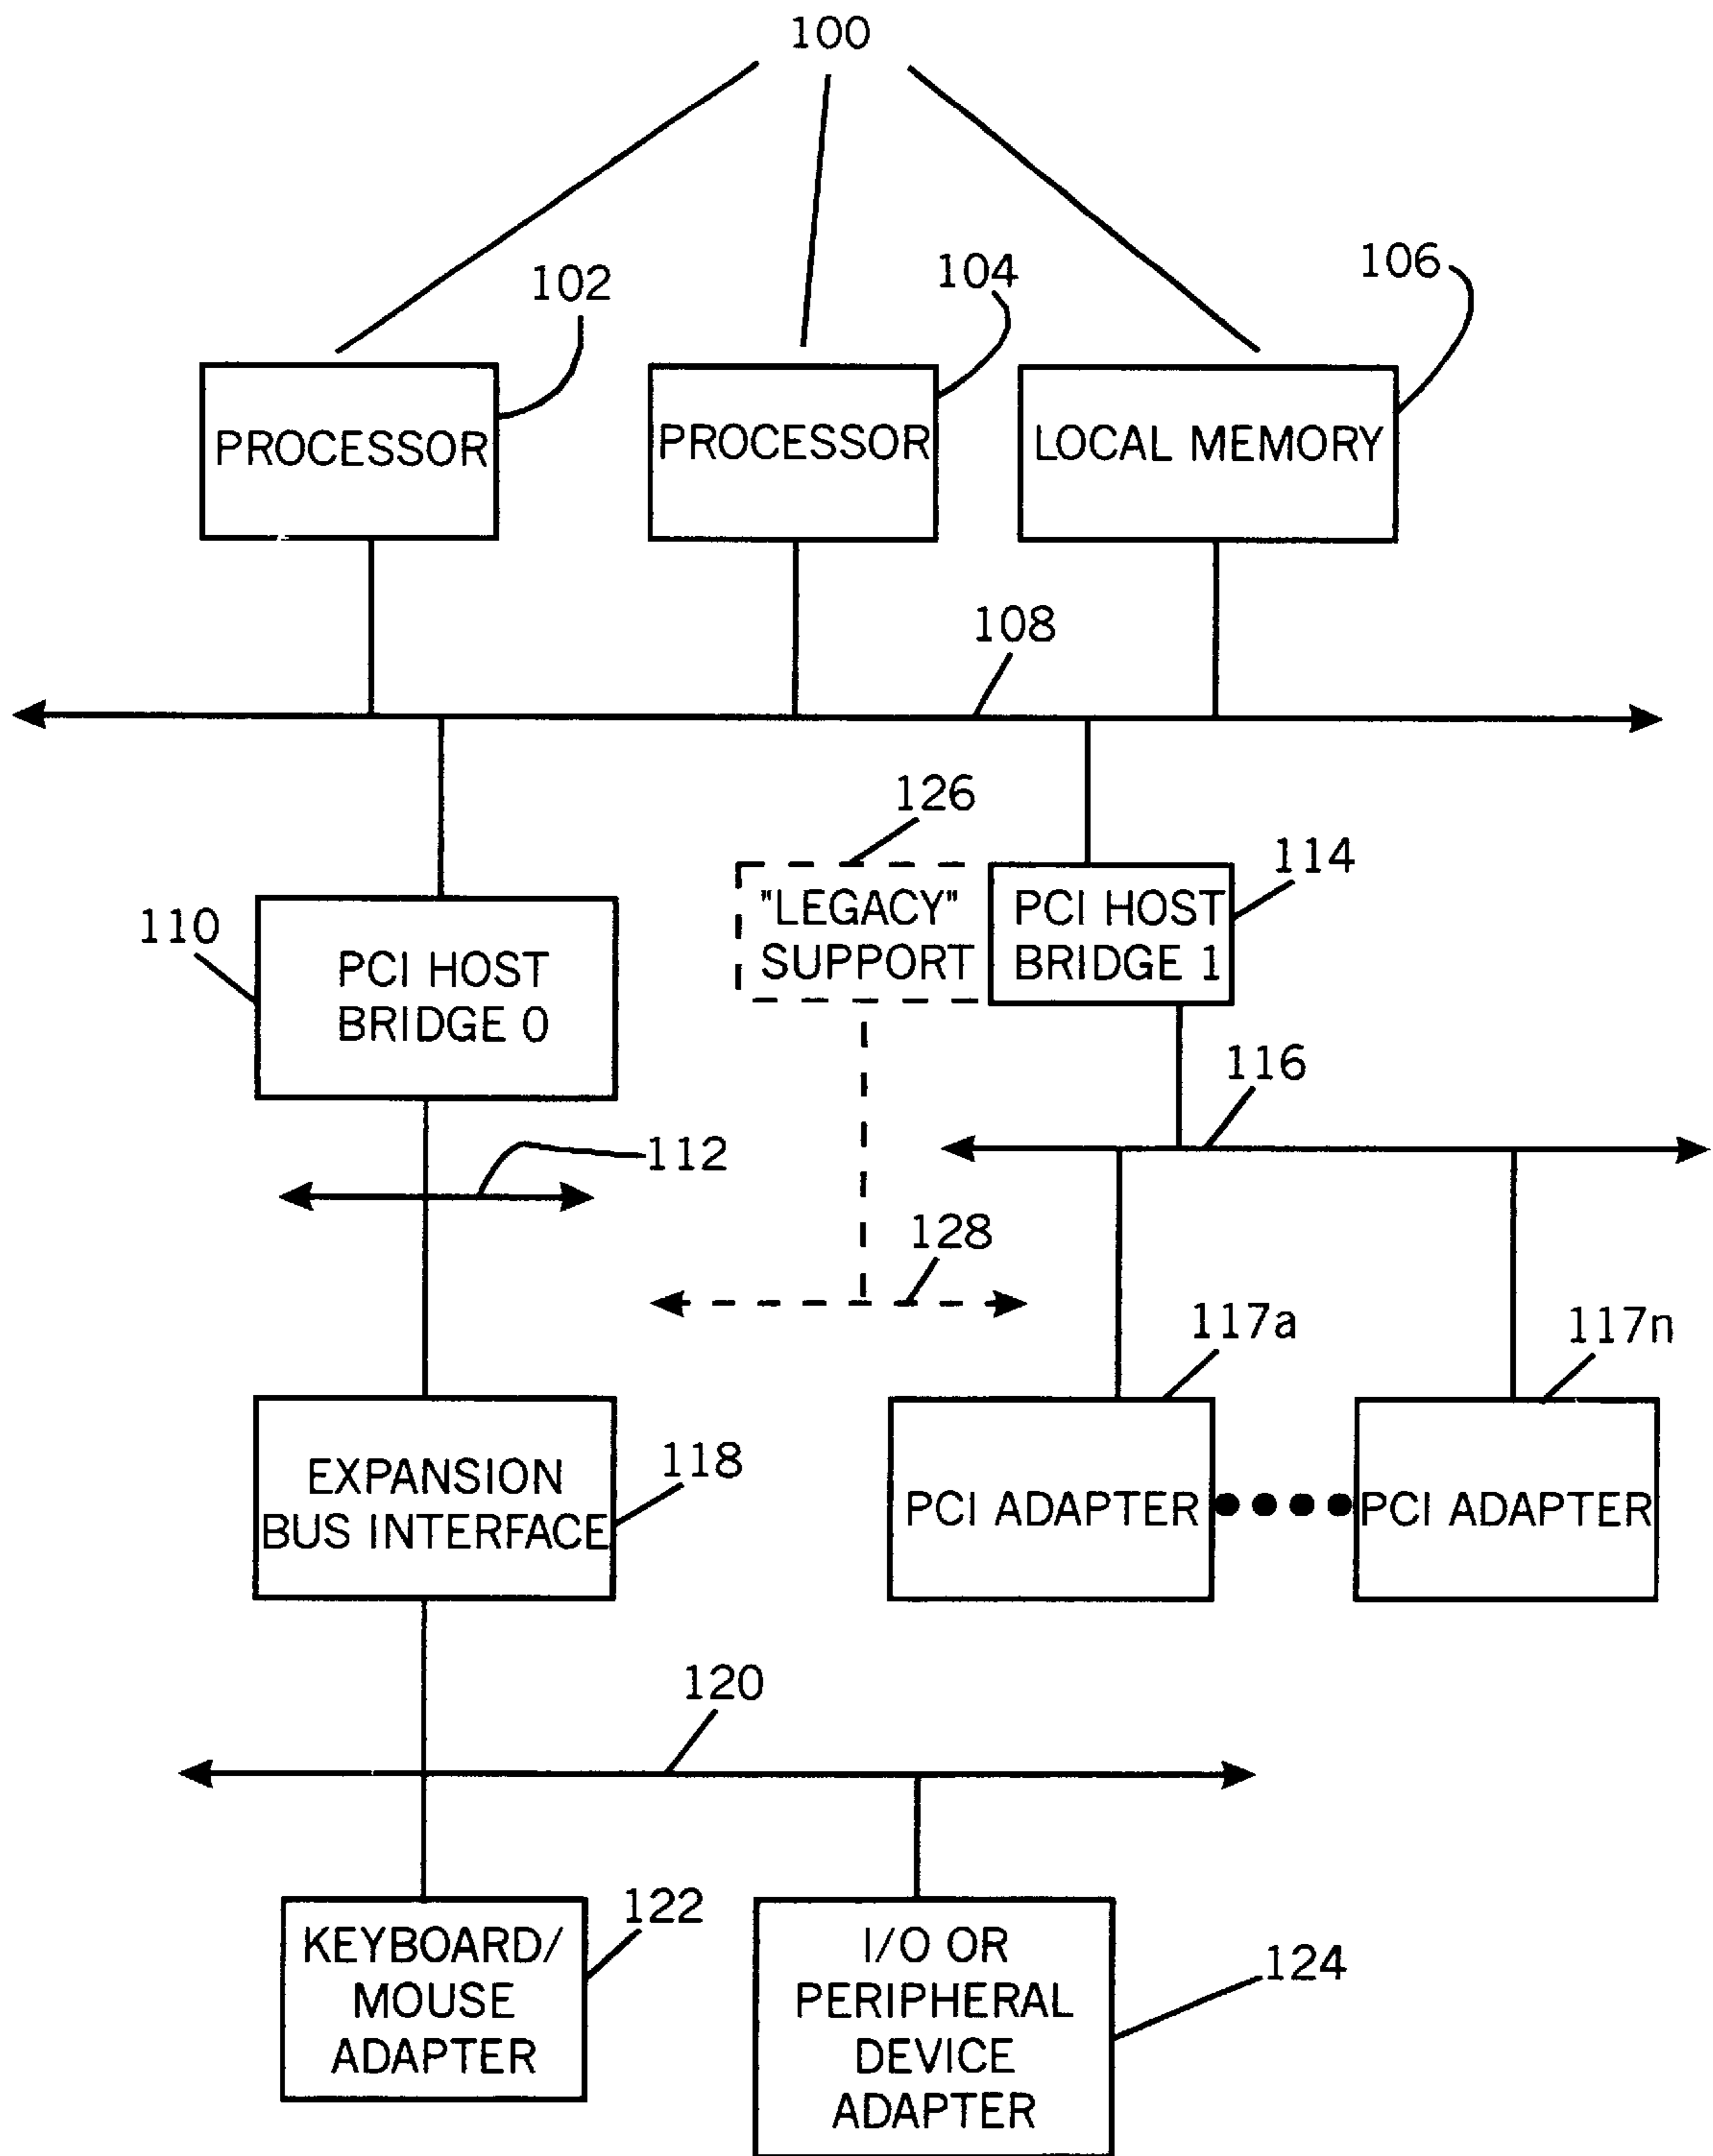 100
102
104
106
PROCESSOR
PROCESSOR
LOCAL MEMORY
108
126
114
"LEGACY"
SUPPORT
PCI HOST
BRIDGE 1
110
PCI HOST
BRIDGE 0
116
112
128
117a
117n
EXPANSION
BUS INTERFACE
118
PCI ADAPTER
PCI ADAPTER
120
KEYBOARD/
MOUSE
ADAPTER
122
I/O OR
PERIPHERAL
DEVICE
ADAPTER
124